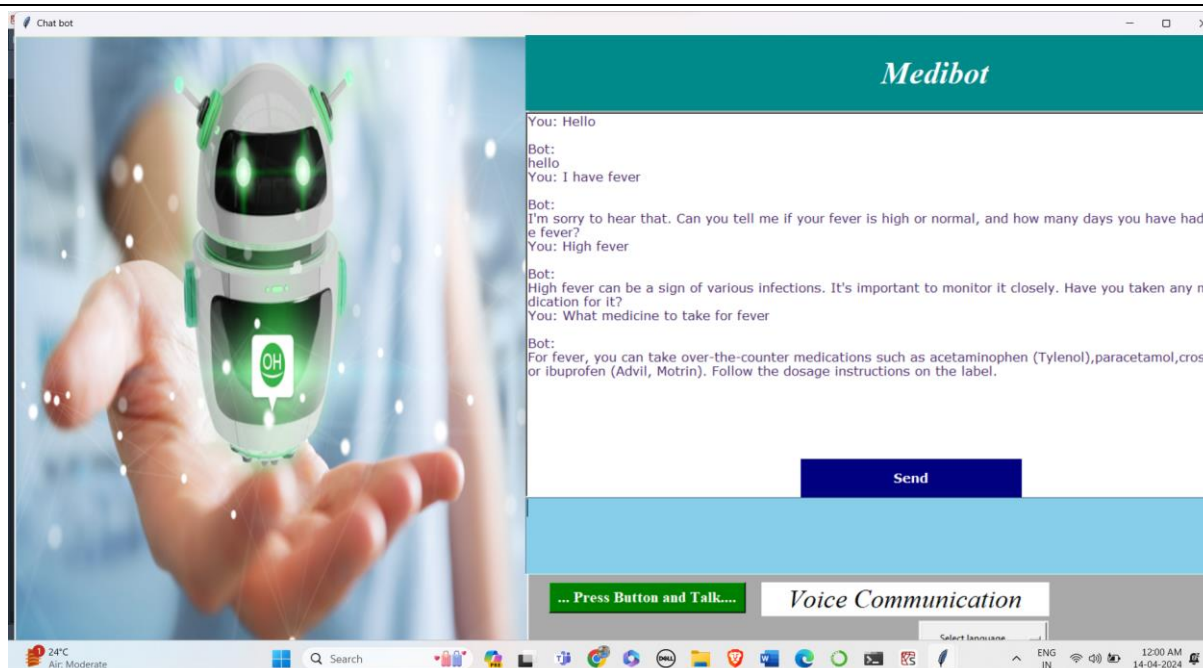 Chat bot
Medibot
You: Hello
Bot:
hello
You: I have fever
Bot:
I'm sorry to hear that. Can you tell me if your fever is high or normal, and how many days you have had
e fever?
You: High fever
Bot:
High fever can be a sign of various infections. It's important to monitor it closely. Have you taken any
dication for it?
You: What medicine to take for fever
Bot:
For fever, you can take over-the-counter medications such as acetaminophen (Tylenol),paracetamol,cros
or ibuprofen (Advil, Motrin). Follow the dosage instructions on the label.
OH
Send
... Press Button and Talk....
Voice Communication
Select language
1
24°C
Air: Moderate
Search
ENG
IN
12:00 AM
14-04-2024